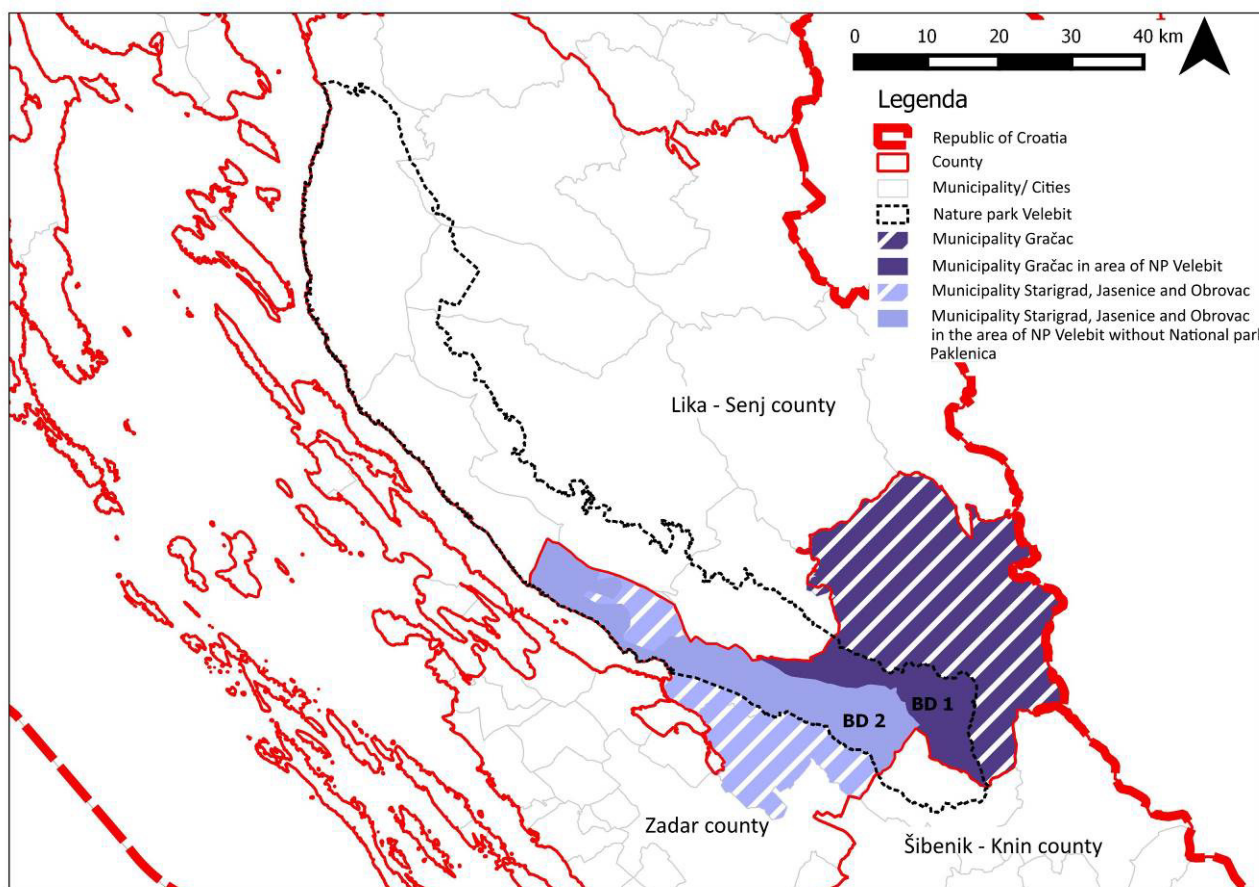 0 10 20 30 40 km
Legenda
Republic of Croatia
County
Municipality/ Cities
Nature park Velebit
Municipality Gračac
Municipality Gračac in area of NP Velebit
Municipality Starigrad, Jasenice and Obrovac
Municipality Starigrad, Jasenice and Obrovac
in the area of NP Velebit without National park
Paklenica
Lika - Senj county
BD 1
BD 2
Zadar county
Šibenik - Knin county